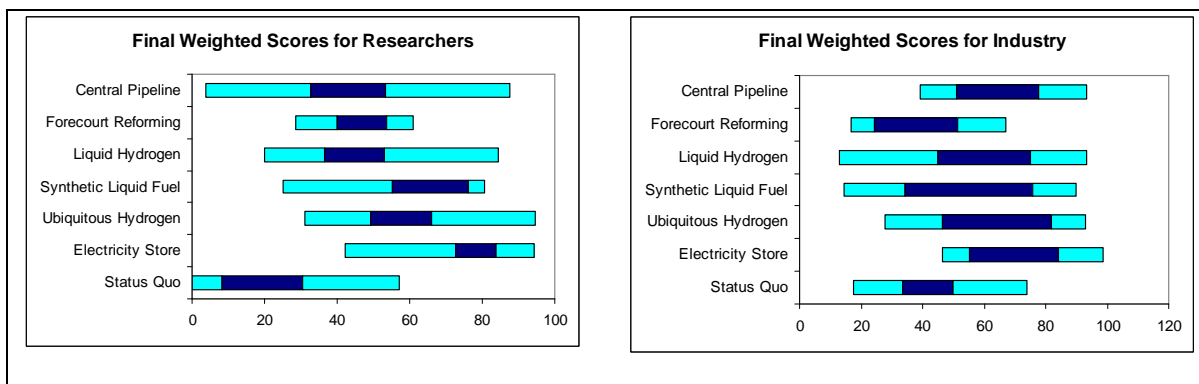 Final Weighted Scores for Researchers
Central Pipeline
Forecourt Reforming
Liquid Hydrogen
Synthetic Liquid Fuel
Ubiquitous Hydrogen
Electricity Store
Status Quo
0 20 40 60 80 100
Final Weighted Scores for Industry
Central Pipeline
Forecourt Reforming
Liquid Hydrogen
Synthetic Liquid Fuel
Ubiquitous Hydrogen
Electricity Store
Status Quo
0 20 40 60 80 100 120